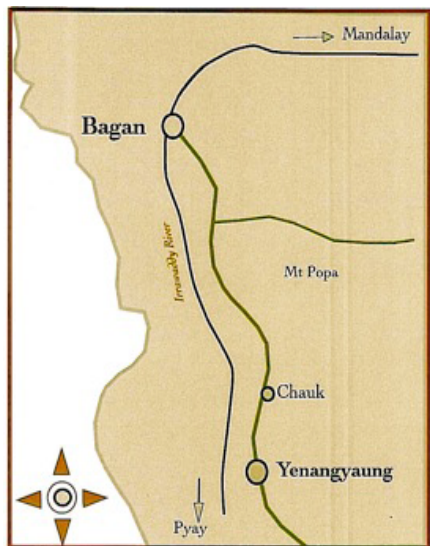 Mandalay
Bagan
Irrawaddy River
Mt Popa
Chauk
Yenangyaung
Pyay